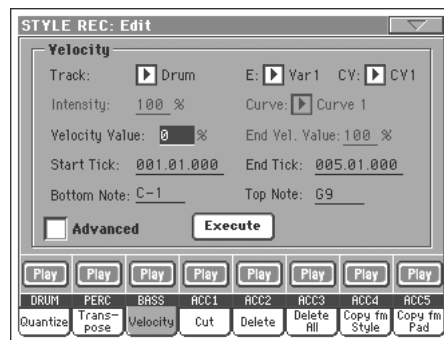 STYLE REC: Edit
Velocity
Track: Drum E: Var1 CV: CV1
Intensity: 100 % Curve: Curve 1
Velocity Value: 0 % End Vel. Value: 100 %
Start Tick: 001.01.000 End Tick: 005.01.000
Bottom Note: C-1 Top Note: G9
Advanced Execute
Play Play Play Play Play Play Play Play
DRUM PERC BASS ACC1 ACC2 ACC3 ACC4 ACC5
Quantize Trans- Velocity Cut Delete Delete Copy fm Copy fm
pose All Style Pad